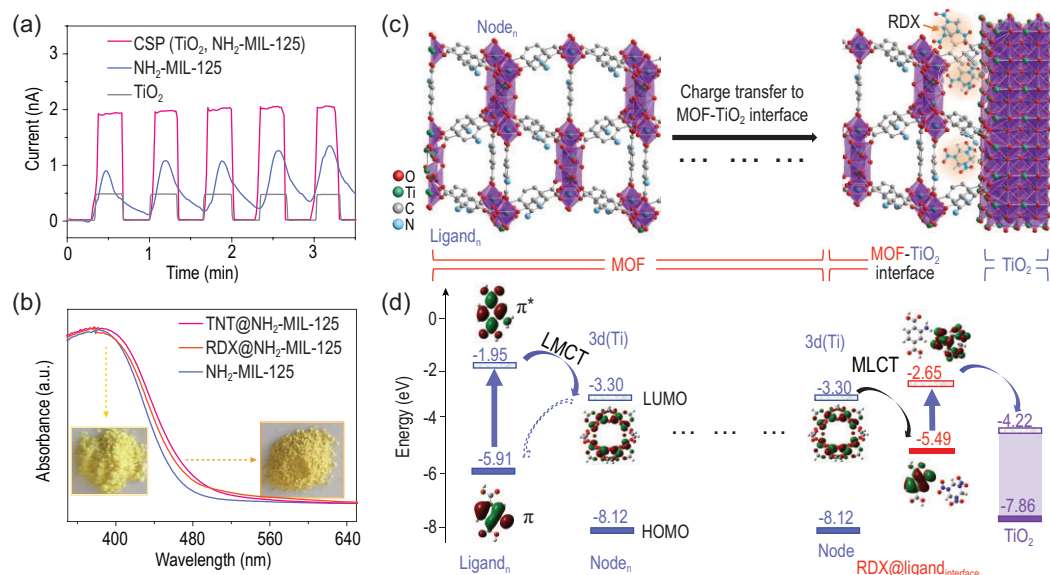 (a)
CSP (TiO2, NH2-MIL-125)
NH2-MIL-125
TiO2
Current (nA)
4
3
2
1
0
0
1
2
3
Time (min)
(b)
TNT@NH2-MIL-125
RDX@NH2-MIL-125
NH2-MIL-125
Absorbance (a.u.)
400
480
560
640
Wavelength (nm)
(c)
Noden
RDX
Charge transfer to
MOF-TiO2 interface
... ... ...
O
Ti
C
N
Ligandn
MOF
MOF-TiO2
interface
TiO2
(d)
Energy (eV)
0
-2
-4
-6
-8
π*
-1.95
LMCT
3d(Ti)
-3.30
LUMO
-5.91
π
-8.12
HOMO
Ligandn
Noden
... ... ...
3d(Ti)
MLCT
-3.30
-2.65
-5.49
-4.22
-8.12
-7.86
Node
RDX@ligandinterface
TiO2